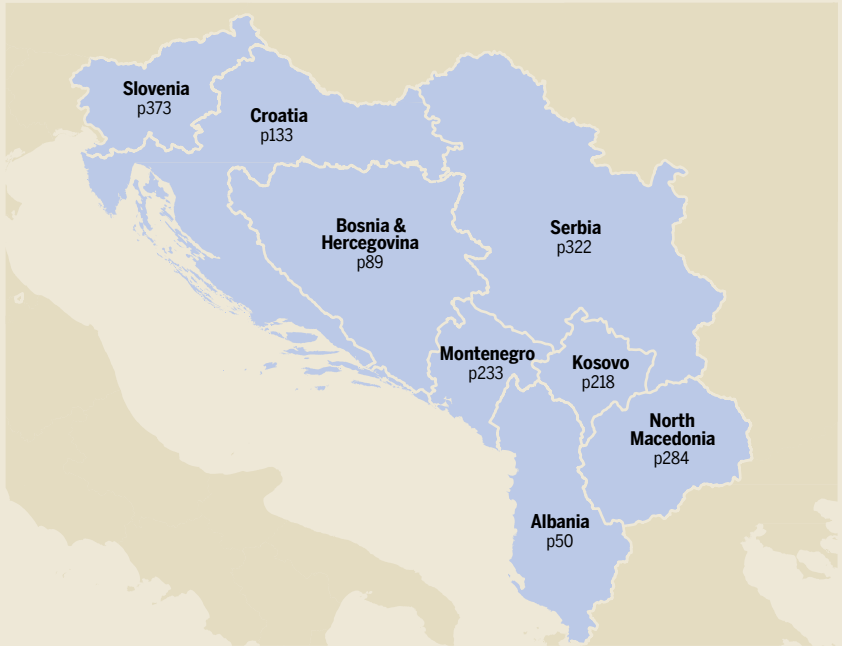 Slovenia
p373
Croatia
p133
Bosnia &
Hercegovina
p89
Serbia
p322
Montenegro
p233
Kosovo
p218
North
Macedonia
p284
Albania
p50